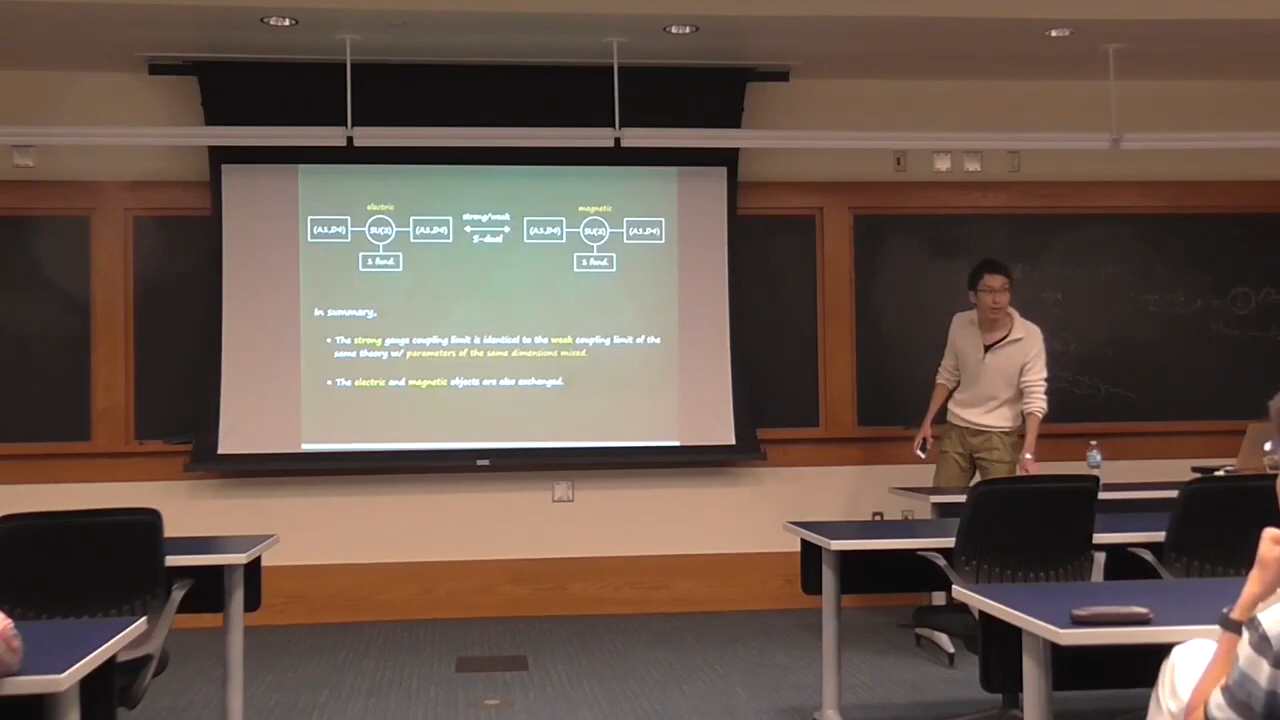 electric
magnetic
(A1,D4) SU(2) (A1,D4) strong/weak (A1,D4) SU(2) (A1,D4)
S-dual
1 fund. 1 fund.
In summary,
• The strong gauge coupling limit is identical to the weak coupling limit of the
same theory w/ parameters of the same dimensions mixed.
• The electric and magnetic objects are also exchanged.